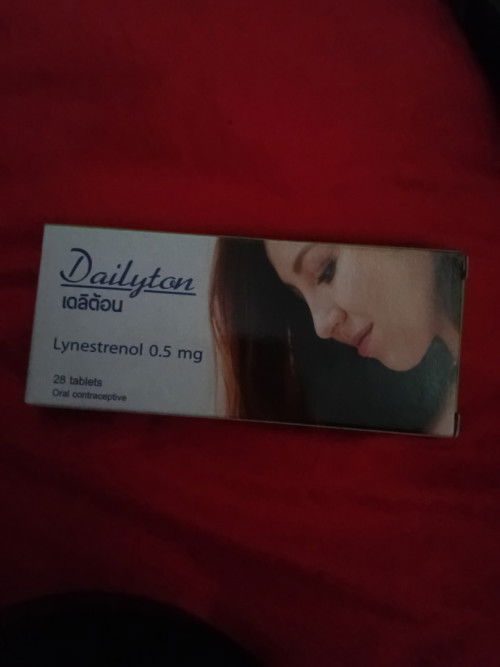 Dailyton
เดลิต้อน
Lynestrenol 0.5 mg
28 tablets
Oral contraceptive